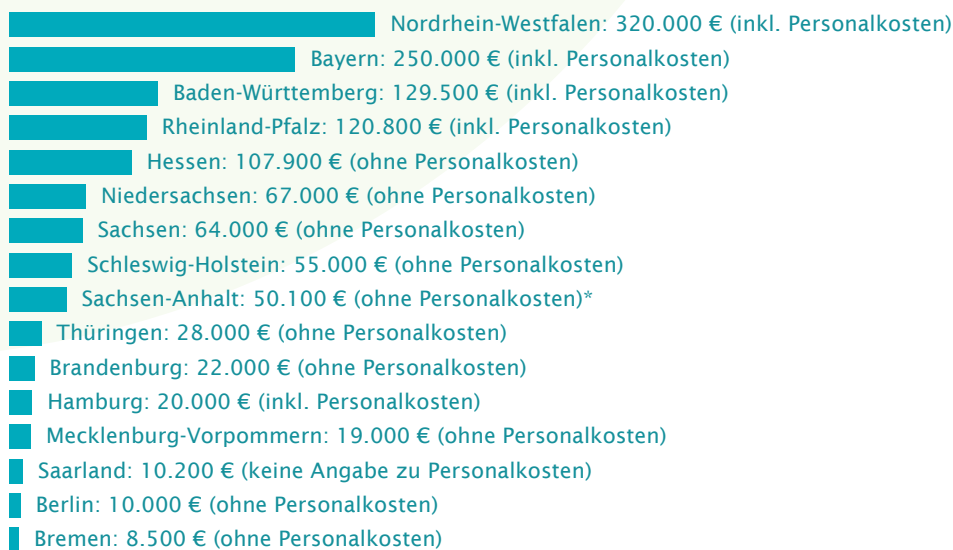 Nordrhein-Westfalen: 320.000 € (inkl. Personalkosten)
Bayern: 250.000 € (inkl. Personalkosten)
Baden-Württemberg: 129.500 € (inkl. Personalkosten)
Rheinland-Pfalz: 120.800 € (inkl. Personalkosten)
Hessen: 107.900 € (ohne Personalkosten)
Niedersachsen: 67.000 € (ohne Personalkosten)
Sachsen: 64.000 € (ohne Personalkosten)
Schleswig-Holstein: 55.000 € (ohne Personalkosten)
Sachsen-Anhalt: 50.100 € (ohne Personalkosten)*
Thüringen: 28.000 € (ohne Personalkosten)
Brandenburg: 22.000 € (ohne Personalkosten)
Hamburg: 20.000 € (inkl. Personalkosten)
Mecklenburg-Vorpommern: 19.000 € (ohne Personalkosten)
Saarland: 10.200 € (keine Angabe zu Personalkosten)
Berlin: 10.000 € (ohne Personalkosten)
Bremen: 8.500 € (ohne Personalkosten)